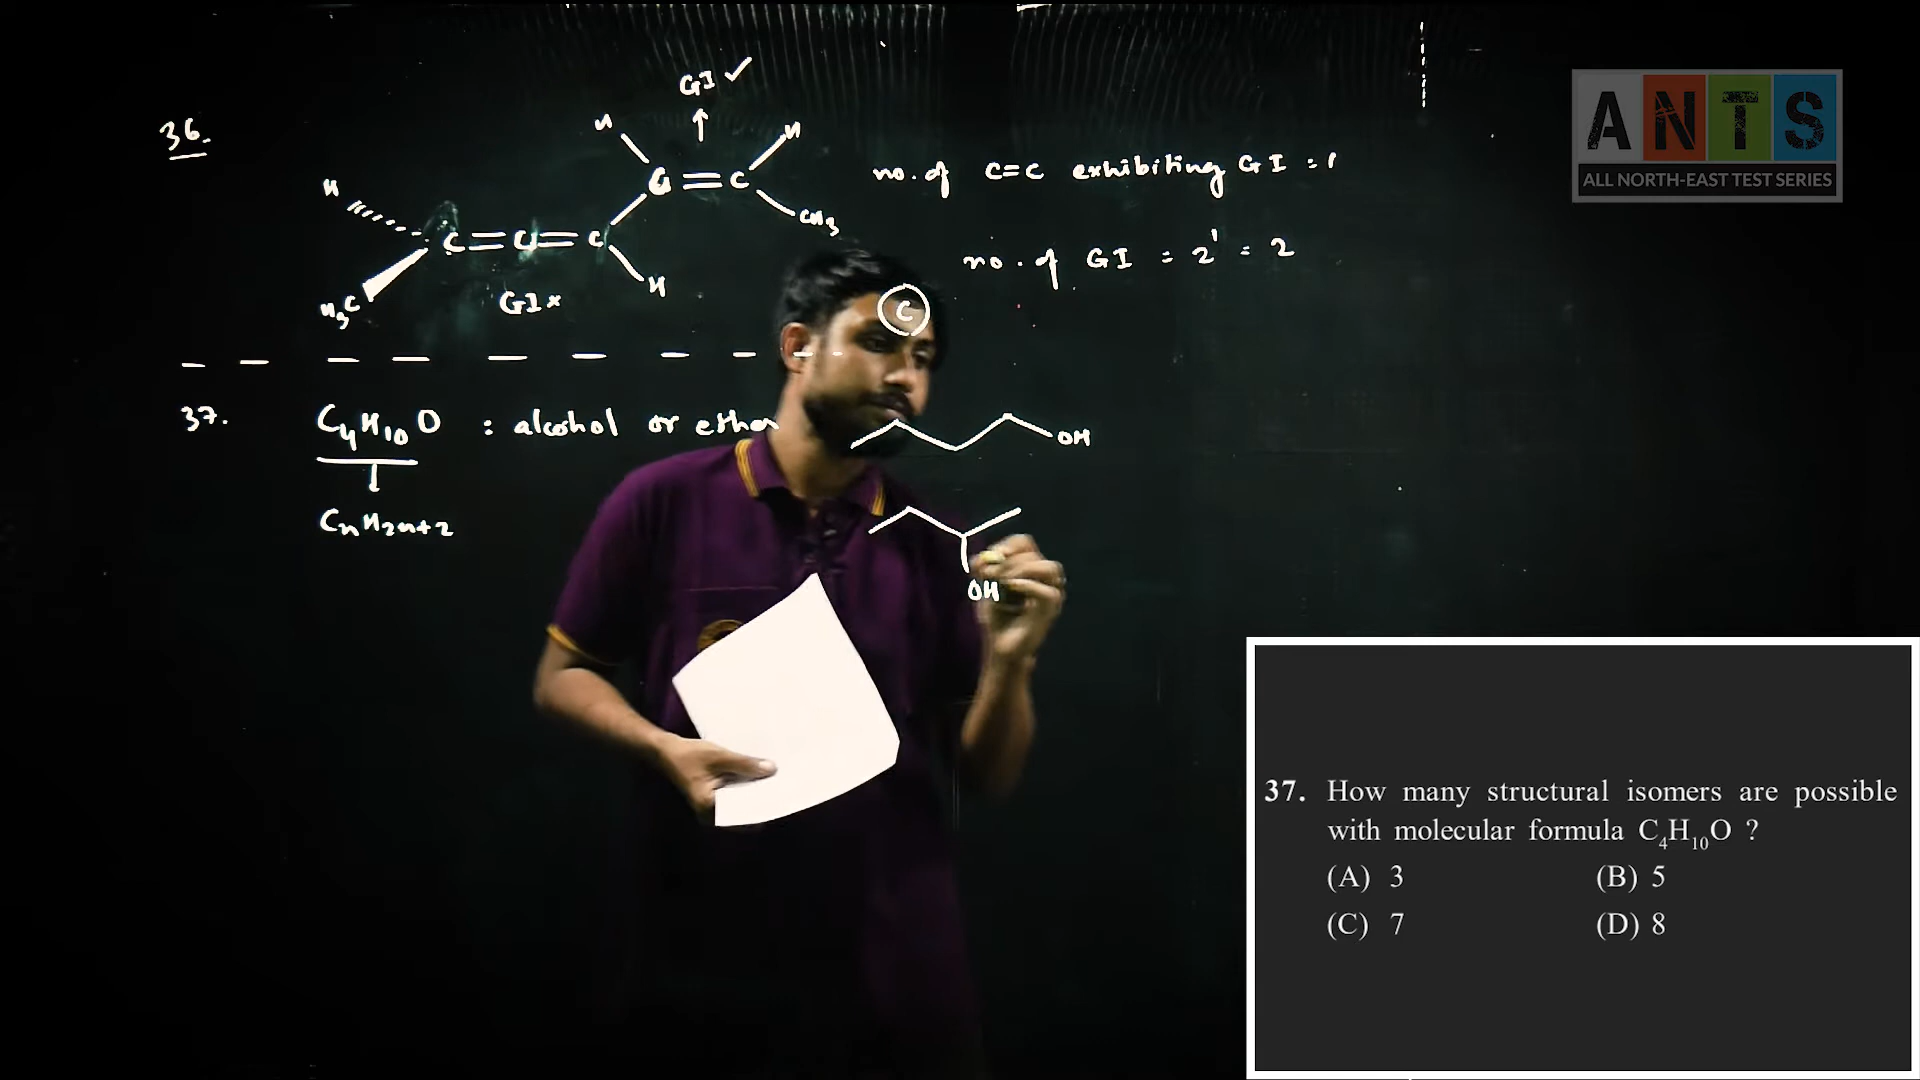 36.
GI ✓
↑
H
H
H
C = C
CH₃
C = C = C
H₃C
H
GI ×
no. of C=C exhibiting GI = 1
no. of GI = 2¹ = 2
C
37. C₄H₁₀O : alcohol or ether
CₙH₂ₙ₊₂
OH
OH
ANTS
ALL NORTH-EAST TEST SERIES
37. How many structural isomers are possible
with molecular formula C₄H₁₀O ?
(A) 3 (B) 5
(C) 7 (D) 8